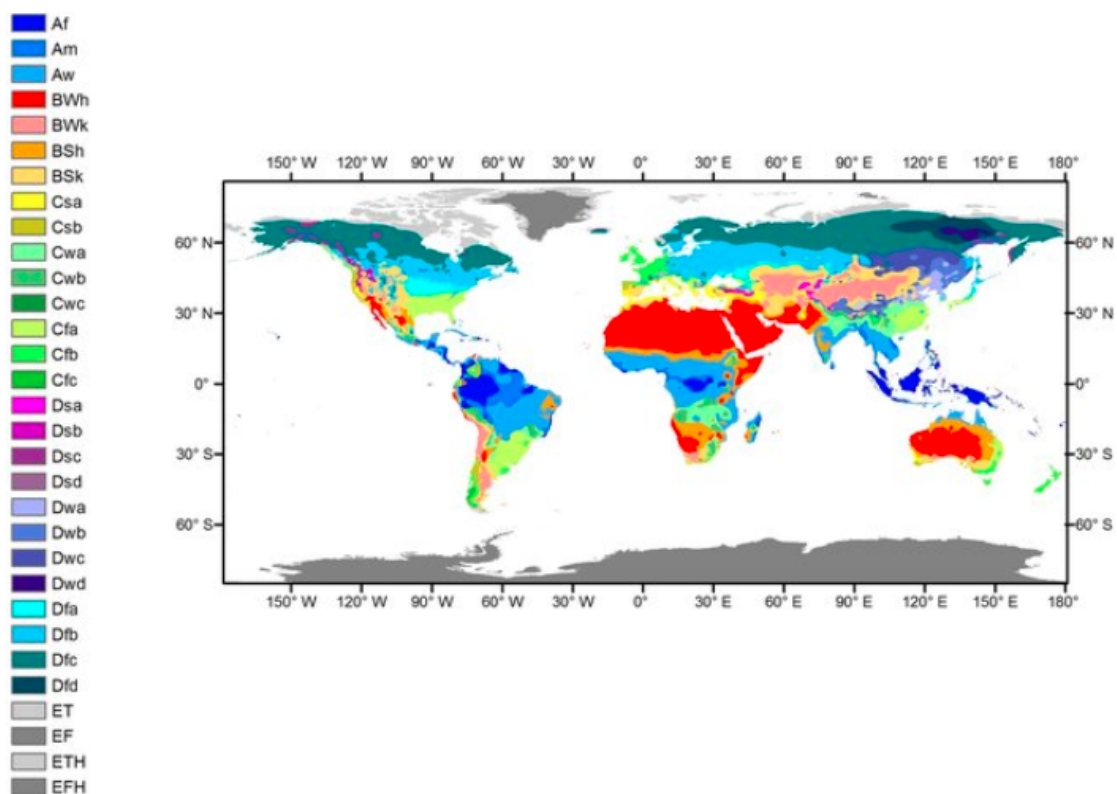 Af
Am
Aw
BWh
BWk
BSh
BSk
Csa
Csb
Cwa
Cwb
Cwc
Cfa
Cfb
Cfc
Dsa
Dsb
Dsc
Dsd
Dwa
Dwb
Dwc
Dwd
Dfa
Dfb
Dfc
Dfd
ET
EF
ETH
EFH
150° W 120° W 90° W 60° W 30° W 0° 30° E 60° E 90° E 120° E 150° E 180°
60° N 60° N
30° N 30° N
0° 0°
30° S 30° S
60° S 60° S
150° W 120° W 90° W 60° W 30° W 0° 30° E 60° E 90° E 120° E 150° E 180°